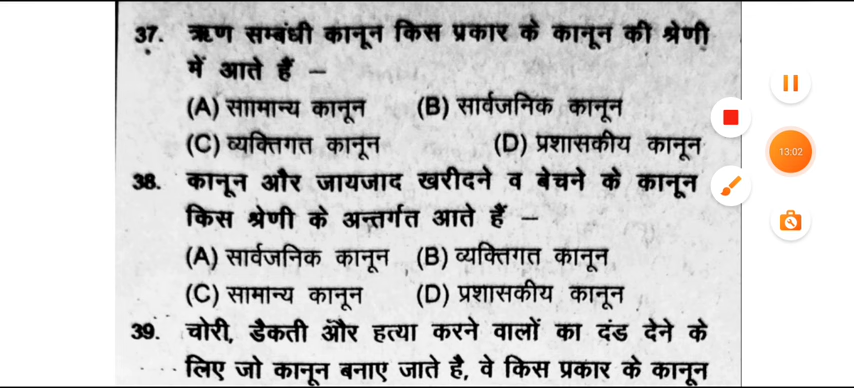 37. ऋण सम्बंधी कानून किस प्रकार के कानून की श्रेणी
में आते हैं –
(A) साामान्य कानून (B) सार्वजनिक कानून
(C) व्यक्तिगत कानून (D) प्रशासकीय कानून
38. कानून और जायजाद खरीदने व बेचने के कानून
किस श्रेणी के अन्तर्गत आते हैं –
(A) सार्वजनिक कानून (B) व्यक्तिगत कानून
(C) सामान्य कानून (D) प्रशासकीय कानून
39. चोरी, डैकती और हत्या करने वालों का दंड देने के
लिए जो कानून बनाए जाते है, वे किस प्रकार के कानून
13:02